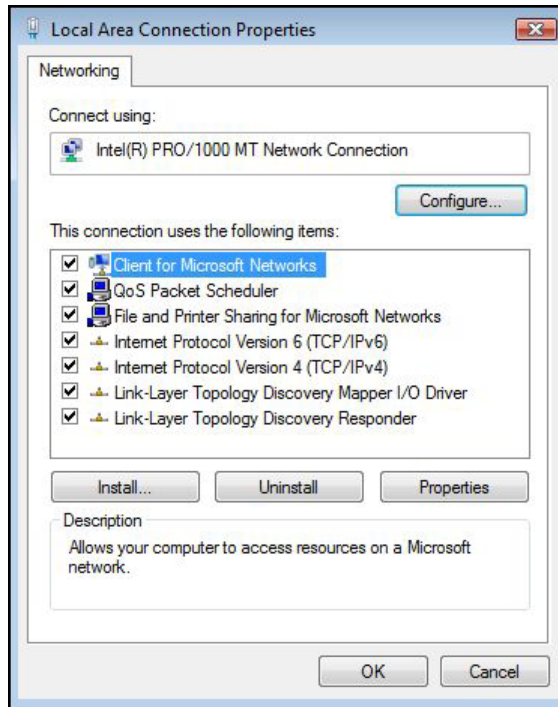 Local Area Connection Properties
Networking
Connect using:
Intel(R) PRO/1000 MT Network Connection
Configure...
This connection uses the following items:
Client for Microsoft Networks
QoS Packet Scheduler
File and Printer Sharing for Microsoft Networks
Internet Protocol Version 6 (TCP/IPv6)
Internet Protocol Version 4 (TCP/IPv4)
Link-Layer Topology Discovery Mapper I/O Driver
Link-Layer Topology Discovery Responder
Install... Uninstall Properties
Description
Allows your computer to access resources on a Microsoft
network.
OK Cancel